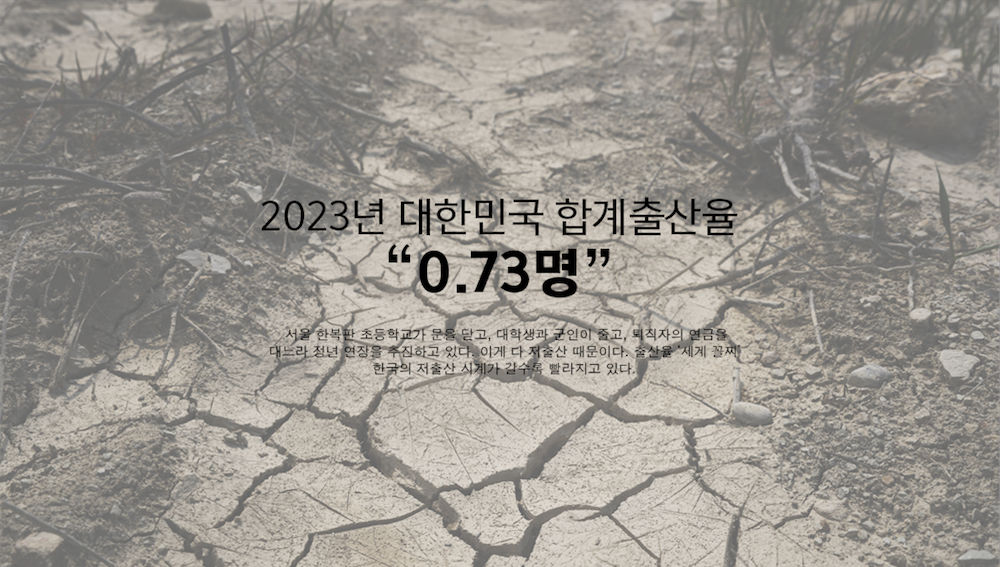 2023년 대한민국 합계출산율
“0.73명”
서울 한복판 초등학교가 문을 닫고, 대학생과 군인이 줄고, 퇴직자의 연금을
대느라 정년 연장을 추진하고 있다. 이게 다 저출산 때문이다. 출산율 ‘세계 꼴찌’
한국의 저출산 시계가 갈수록 빨라지고 있다.